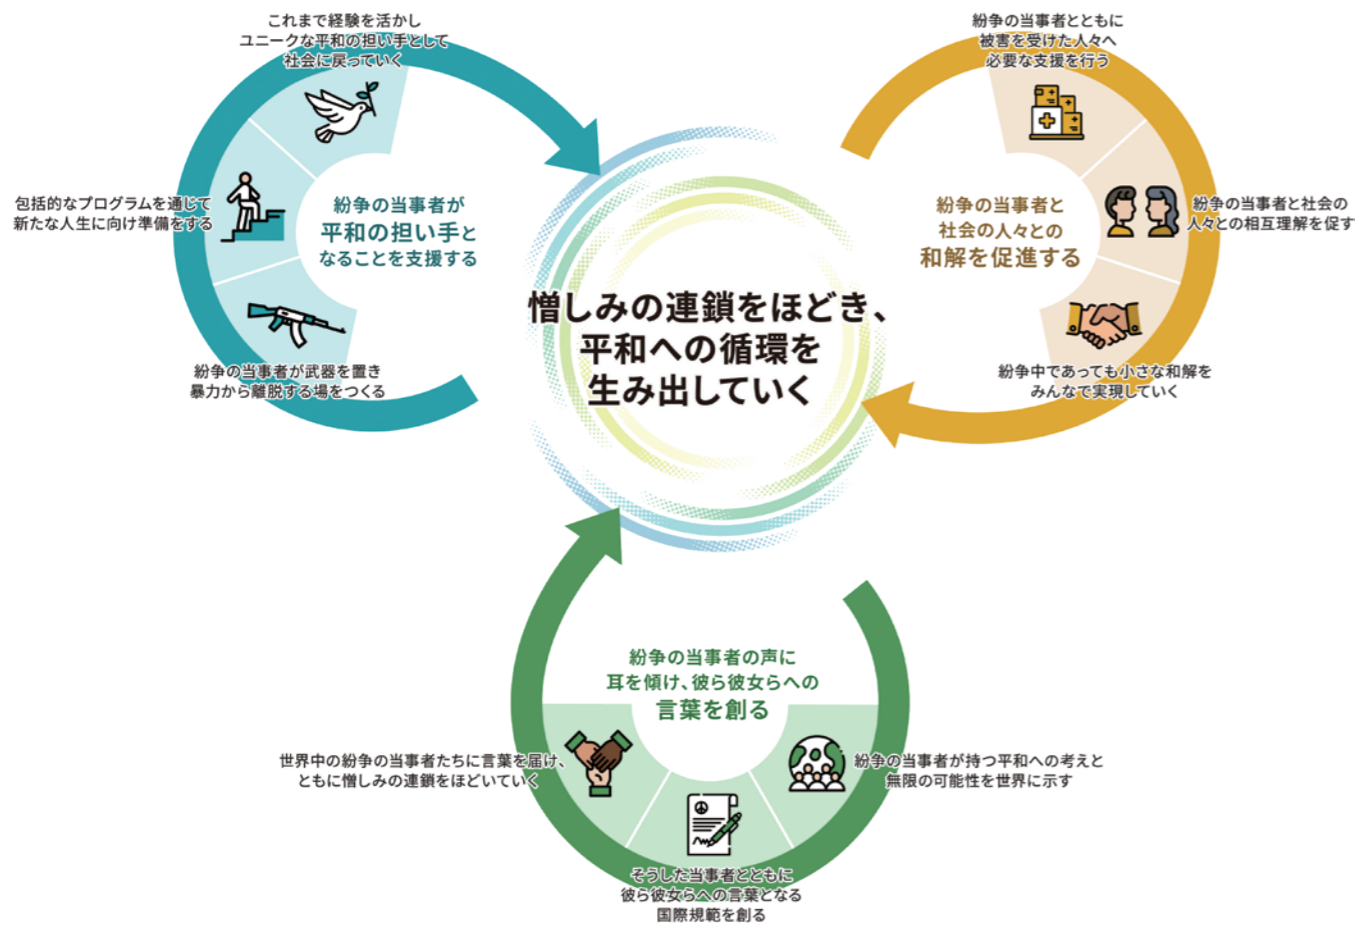 これまで経験を活かし
ユニークな平和の担い手として
社会に戻っていく
包括的なプログラムを通じて
新たな人生に向け準備をする
紛争の当事者が武器を置き
暴力から離脱する場をつくる
紛争の当事者が
平和の担い手と
なることを支援する
紛争の当事者とともに
被害を受けた人々へ
必要な支援を行う
紛争の当事者と社会の
人々との相互理解を促す
紛争中であっても小さな和解を
みんなで実現していく
紛争の当事者と
社会の人々との
和解を促進する
憎しみの連鎖をほどき、
平和への循環を
生み出していく
紛争の当事者の声に
耳を傾け、彼ら彼女らへの
言葉を創る
世界中の紛争の当事者たちに言葉を届け、
ともに憎しみの連鎖をほどいていく
紛争の当事者が持つ平和への考えと
無限の可能性を世界に示す
そうした当事者とともに
彼ら彼女らへの言葉となる
国際規範を創る